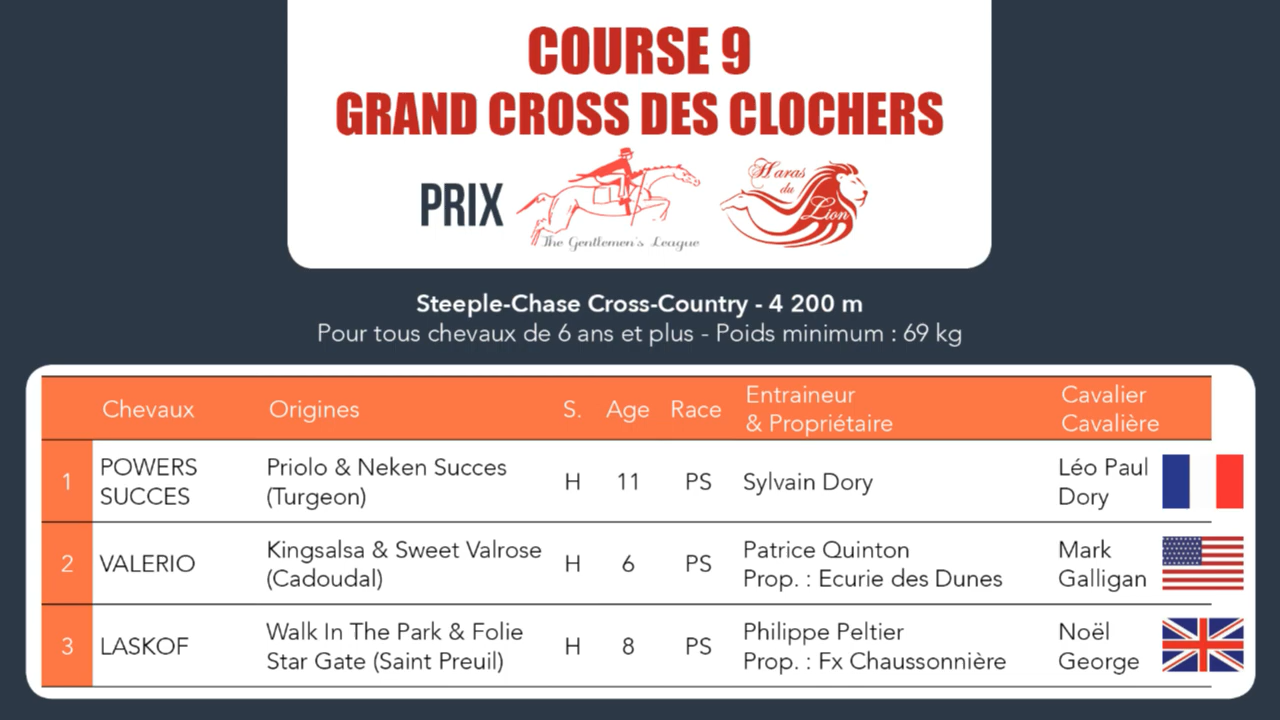 COURSE 9
GRAND CROSS DES CLOCHERS
PRIX
The Gentlemen's League
Haras
du
Lion
Steeple-Chase Cross-Country - 4 200 m
Pour tous chevaux de 6 ans et plus - Poids minimum : 69 kg
Chevaux Origines S. Age Race Entraineur & Propriétaire Cavalier Cavalière
1 POWERS SUCCES Priolo & Neken Succes (Turgeon) H 11 PS Sylvain Dory Léo Paul Dory
2 VALERIO Kingsalsa & Sweet Valrose (Cadoudal) H 6 PS Patrice Quinton Prop. : Ecurie des Dunes Mark Galligan
3 LASKOF Walk In The Park & Folie Star Gate (Saint Preuil) H 8 PS Philippe Peltier Prop. : Fx Chaussonnière Noël George